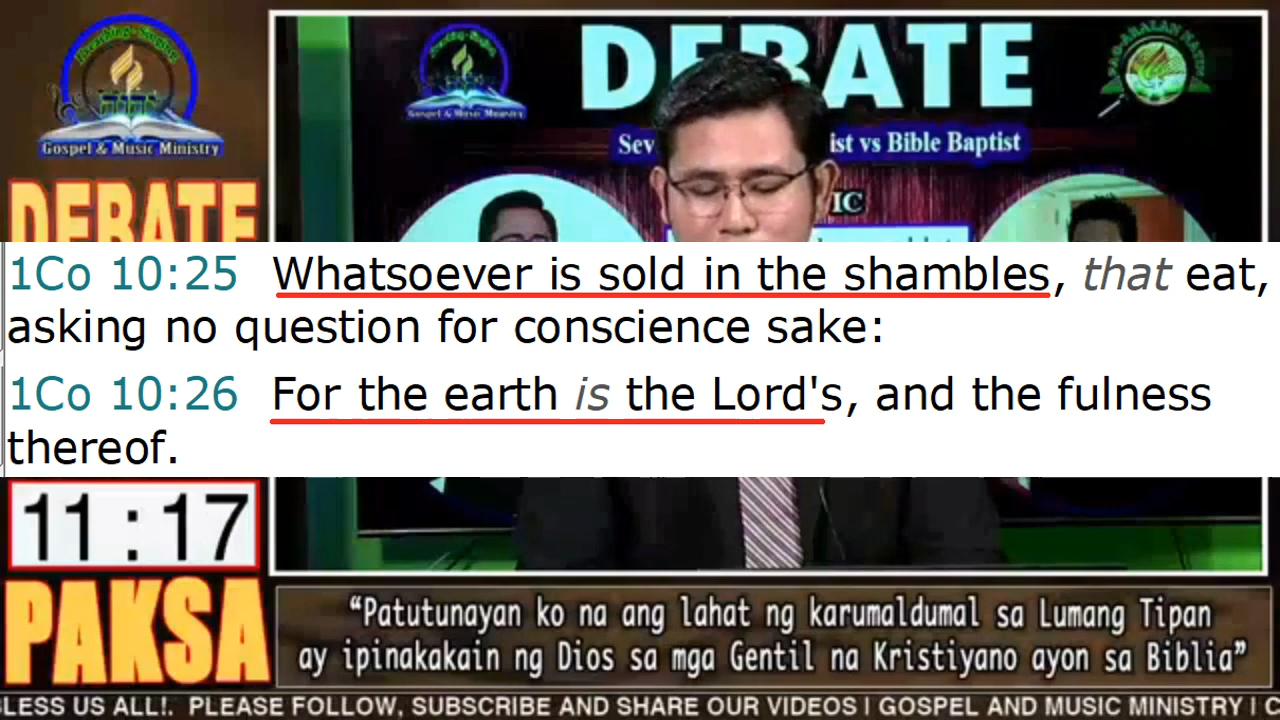 Preaching - Singing
יהוה
Gospel & Music Ministry
DEBATE
Gospel & Music Ministry
DEBATE
Sev ist vs Bible Baptist
IC
1Co 10:25 Whatsoever is sold in the shambles, that eat,
asking no question for conscience sake:
1Co 10:26 For the earth is the Lord's, and the fulness
thereof.
11:17
PAKSA
“Patutunayan ko na ang lahat ng karumaldumal sa Lumang Tipan
ay ipinakakain ng Dios sa mga Gentil na Kristiyano ayon sa Biblia”
LESS US ALL!. PLEASE FOLLOW, SUBSCRIBE AND SHARE OUR VIDEOS | GOSPEL AND MUSIC MINISTRY | C